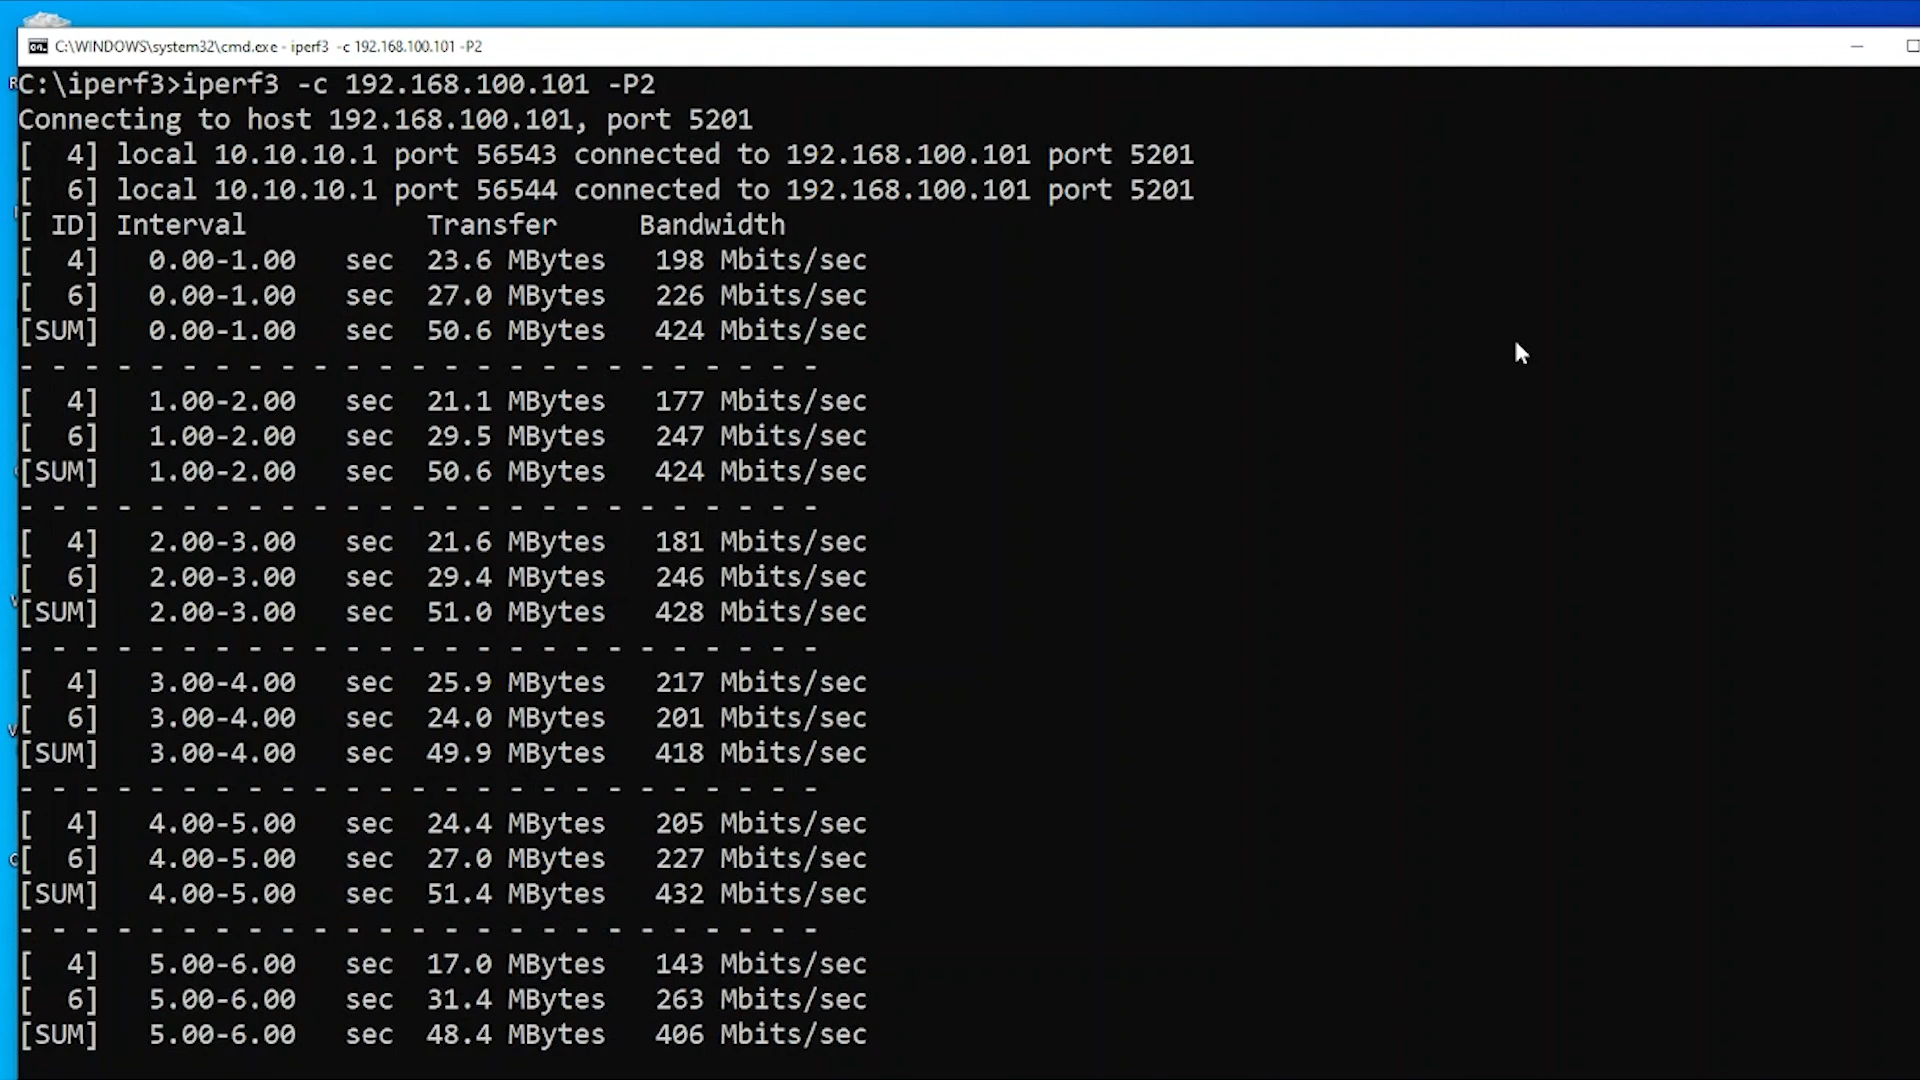 C:\WINDOWS\system32\cmd.exe - iperf3  -c 192.168.100.101 -P2
C:\iperf3>iperf3 -c 192.168.100.101 -P2
Connecting to host 192.168.100.101, port 5201
[  4] local 10.10.10.1 port 56543 connected to 192.168.100.101 port 5201
[  6] local 10.10.10.1 port 56544 connected to 192.168.100.101 port 5201
[ ID] Interval           Transfer     Bandwidth
[  4]   0.00-1.00   sec  23.6 MBytes   198 Mbits/sec
[  6]   0.00-1.00   sec  27.0 MBytes   226 Mbits/sec
[SUM]   0.00-1.00   sec  50.6 MBytes   424 Mbits/sec
- - - - - - - - - - - - - - - - - - - - - - - - -
[  4]   1.00-2.00   sec  21.1 MBytes   177 Mbits/sec
[  6]   1.00-2.00   sec  29.5 MBytes   247 Mbits/sec
[SUM]   1.00-2.00   sec  50.6 MBytes   424 Mbits/sec
- - - - - - - - - - - - - - - - - - - - - - - - -
[  4]   2.00-3.00   sec  21.6 MBytes   181 Mbits/sec
[  6]   2.00-3.00   sec  29.4 MBytes   246 Mbits/sec
[SUM]   2.00-3.00   sec  51.0 MBytes   428 Mbits/sec
- - - - - - - - - - - - - - - - - - - - - - - - -
[  4]   3.00-4.00   sec  25.9 MBytes   217 Mbits/sec
[  6]   3.00-4.00   sec  24.0 MBytes   201 Mbits/sec
[SUM]   3.00-4.00   sec  49.9 MBytes   418 Mbits/sec
- - - - - - - - - - - - - - - - - - - - - - - - -
[  4]   4.00-5.00   sec  24.4 MBytes   205 Mbits/sec
[  6]   4.00-5.00   sec  27.0 MBytes   227 Mbits/sec
[SUM]   4.00-5.00   sec  51.4 MBytes   432 Mbits/sec
- - - - - - - - - - - - - - - - - - - - - - - - -
[  4]   5.00-6.00   sec  17.0 MBytes   143 Mbits/sec
[  6]   5.00-6.00   sec  31.4 MBytes   263 Mbits/sec
[SUM]   5.00-6.00   sec  48.4 MBytes   406 Mbits/sec